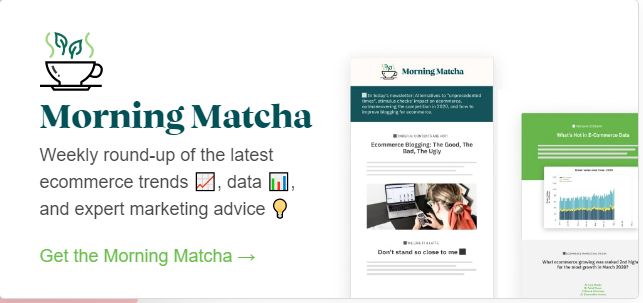 Morning Matcha
Weekly round-up of the latest
ecommerce trends 📈, data 📊,
and expert marketing advice 💡
Get the Morning Matcha →
Morning Matcha
In today's newsletter: Alternatives to "unprecedented
times", stimulus checks' impact on ecommerce,
outmaneuvering the competition in 2020, and how to
improve blogging for ecommerce.
Ecommerce Blogging: The Good, The
Bad, The Ugly
Don't stand so close to me
What's Hot in E-Commerce Data
What ecommerce growing was ranked 2nd highe
for the most growth in March 2020?